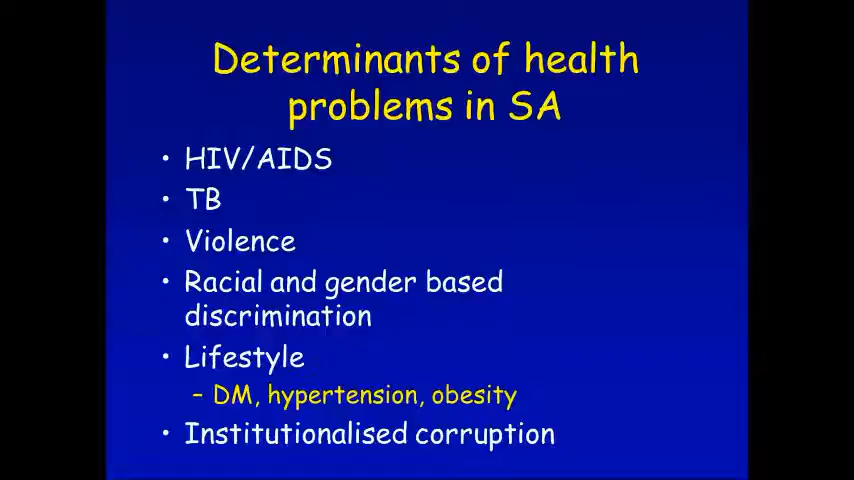 Determinants of health
problems in SA
• HIV/AIDS
• TB
• Violence
• Racial and gender based
discrimination
• Lifestyle
– DM, hypertension, obesity
• Institutionalised corruption